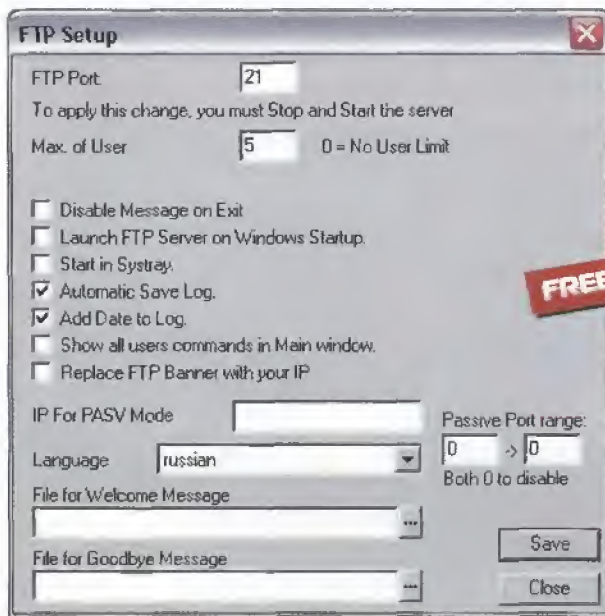 FTP Setup
FTP Port 21
To apply this change, you must Stop and Start the server
Max. of User 5 0 = No User Limit
Disable Message on Exit
Launch FTP Server on Windows Startup.
Start in Systray.
Automatic Save Log.
Add Date to Log.
Show all users commands in Main window.
Replace FTP Banner with your IP
IP For PASV Mode
Passive Port range:
Language russian 0 -> 0
Both 0 to disable
File for Welcome Message
...
Save
File for Goodbye Message
...
Close
FREE